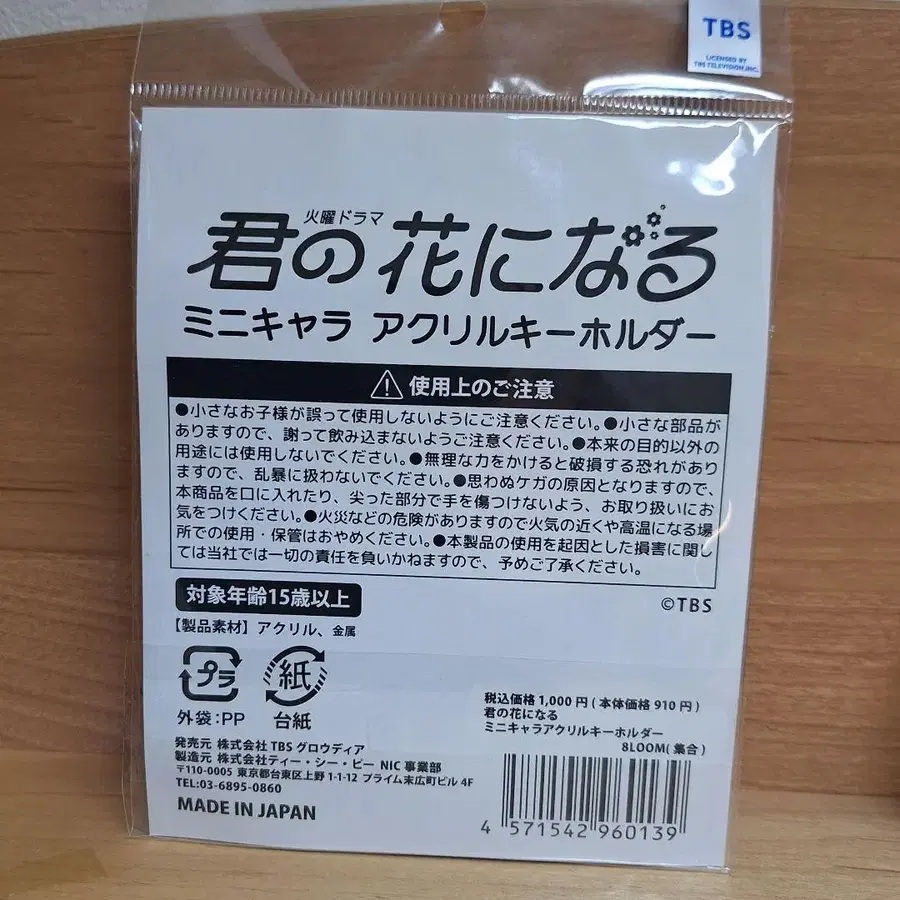 TBS
LICENSED BY
TBS TELEVISION,INC.
火曜ドラマ
君の花になる
ミニキャラ アクリルキーホルダー
使用上のご注意
●小さなお子様が誤って使用しないようにご注意ください。●小さな部品が
ありますので、謝って飲み込まないようご注意ください。●本来の目的以外の
用途には使用しないでください。●無理な力をかけると破損する恐れがあり
ますので、乱暴に扱わないでください。●思わぬケガの原因となりますので、
本商品を口に入れたり、尖った部分で手を傷つけないよう、お取り扱いにお
気をつけください。●火災などの危険がありますので火気の近くや高温になる場
所での使用・保管はおやめください。●本製品の使用を起因とした損害に関し
ては当社では一切の責任を負いかねますので、予めご了承ください。
対象年齢15歳以上
©TBS
【製品素材】アクリル、金属
プラ
紙
外袋:PP
台紙
税込価格 1,000 円 ( 本体価格 910 円 )
君の花になる
ミニキャラアクリルキーホルダー
8LOOM( 集合 )
発売元 株式会社 TBS グロウディア
製造元 株式会社ティー・シー・ピー NIC 事業部
〒110-0005 東京都台東区上野 1-1-12 プライム末広町ビル 4F
TEL:03-6895-0860
MADE IN JAPAN
4 571542 960139